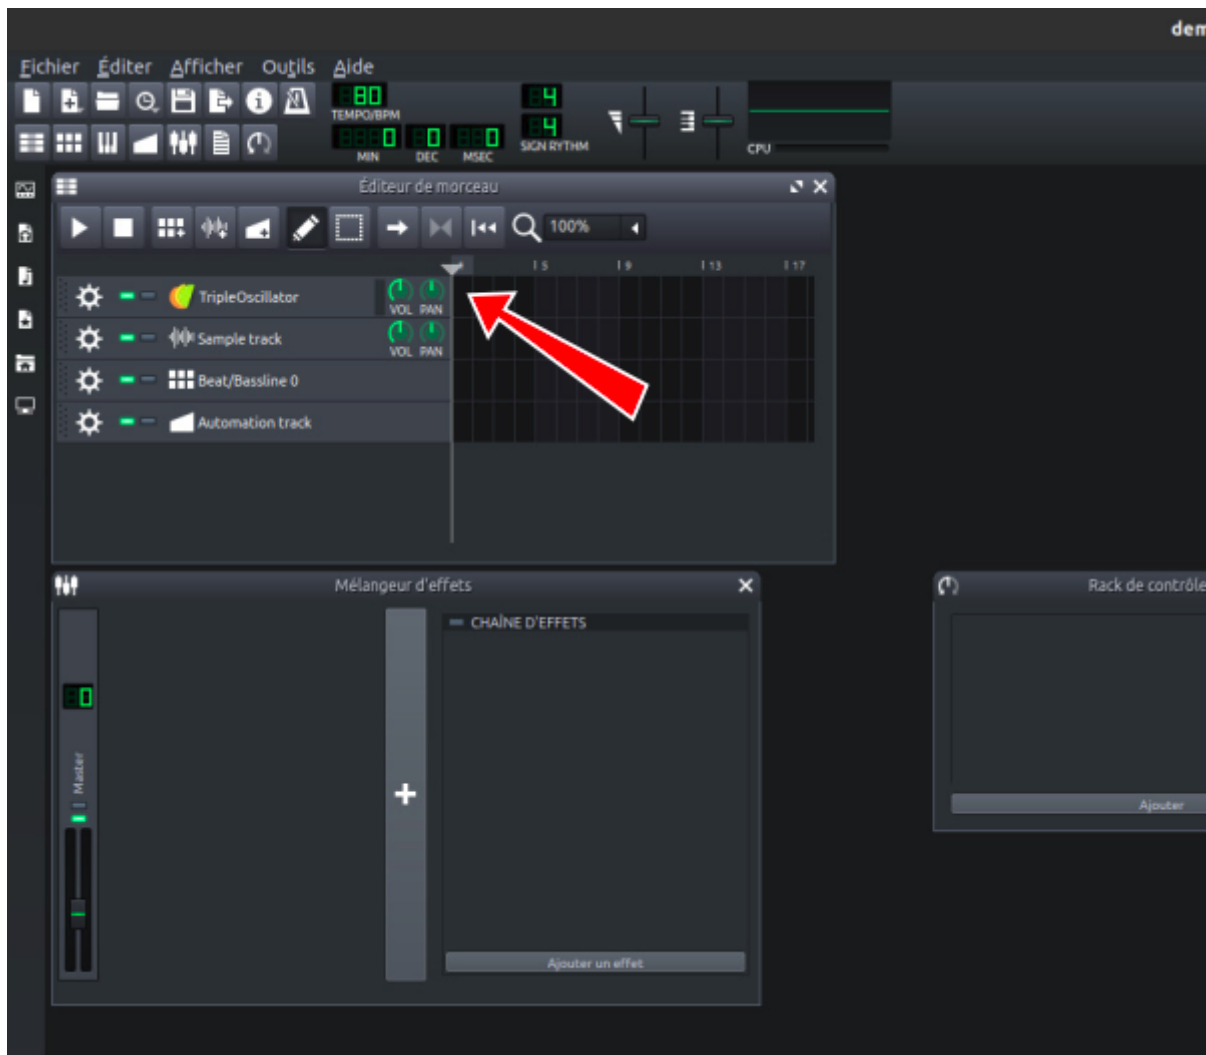 dem
Fichier Éditer Afficher Outils Aide
80
TEMPO/BPM
4
4
SIGN RYTHM
0 0 0
MIN DEC MSEC
CPU
Éditeur de morceau
100%
5 9 13 17
TripleOscillator VOL PAN
Sample track VOL PAN
Beat/Bassline 0
Automation track
Mélangeur d'effets
CHAÎNE D'EFFETS
0
Master
Ajouter un effet
Rack de contrôle
Ajouter